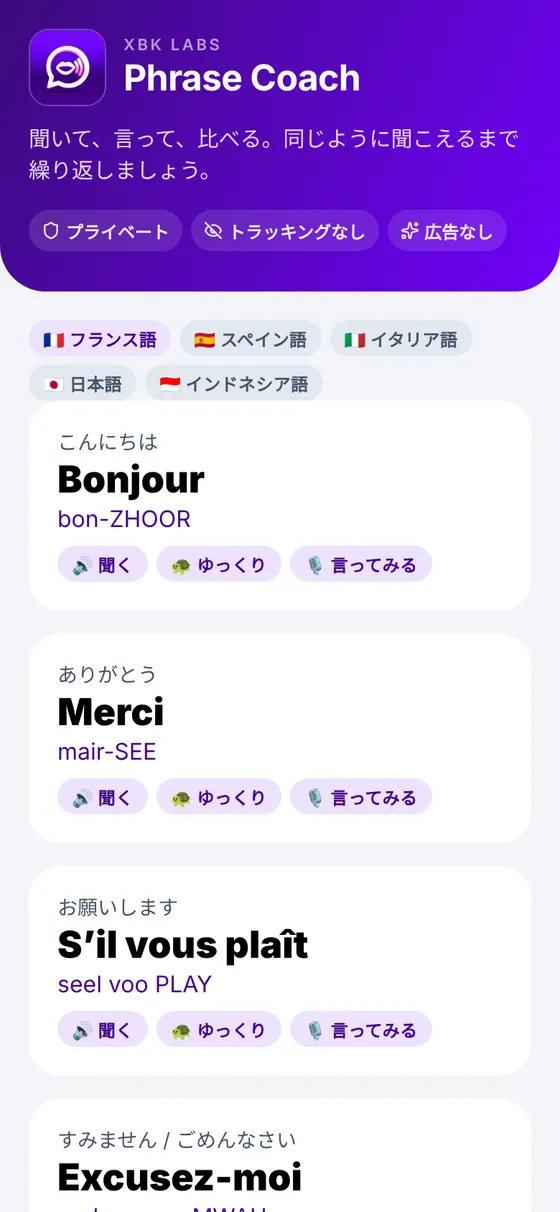 XBK LABS
Phrase Coach
聞いて、言って、比べる。同じように聞こえるまで
繰り返しましょう。
プライベート トラッキングなし 広告なし
フランス語 スペイン語 イタリア語
日本語 インドネシア語
こんにちは
Bonjour
bon-ZHOOR
聞く ゆっくり 言ってみる
ありがとう
Merci
mair-SEE
聞く ゆっくり 言ってみる
お願いします
S’il vous plaît
seel voo PLAY
聞く ゆっくり 言ってみる
すみません / ごめんなさい
Excusez-moi